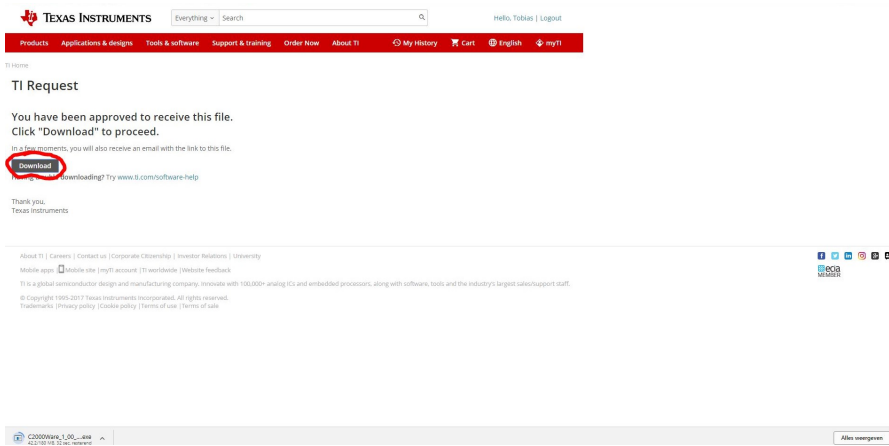 TEXAS INSTRUMENTS
Everything Search
Hello, Tobias | Logout
Products Applications & designs Tools & software Support & training Order Now About TI My History Cart English myTI
TI Home
TI Request
You have been approved to receive this file.
Click "Download" to proceed.
In a few moments, you will also receive an email with the link to this file.
Download
downloading? Try www.ti.com/software-help
Thank you,
Texas Instruments
About TI | Careers | Contact us | Corporate Citizenship | Investor Relations | University
Mobile apps | Mobile site | myTI account | TI worldwide | Website feedback
TI is a global semiconductor design and manufacturing company. Innovate with 100,000+ analog ICs and embedded processors, along with software, tools and the industry's largest sales/support staff.
© Copyright 1995-2017 Texas Instruments Incorporated. All rights reserved.
Trademarks | Privacy policy | Cookie policy | Terms of use | Terms of sale
ecia
MEMBER
C2000Ware_1_00_....exe
42.2/160 MB, 32 sec. resterend
Alles weergeven